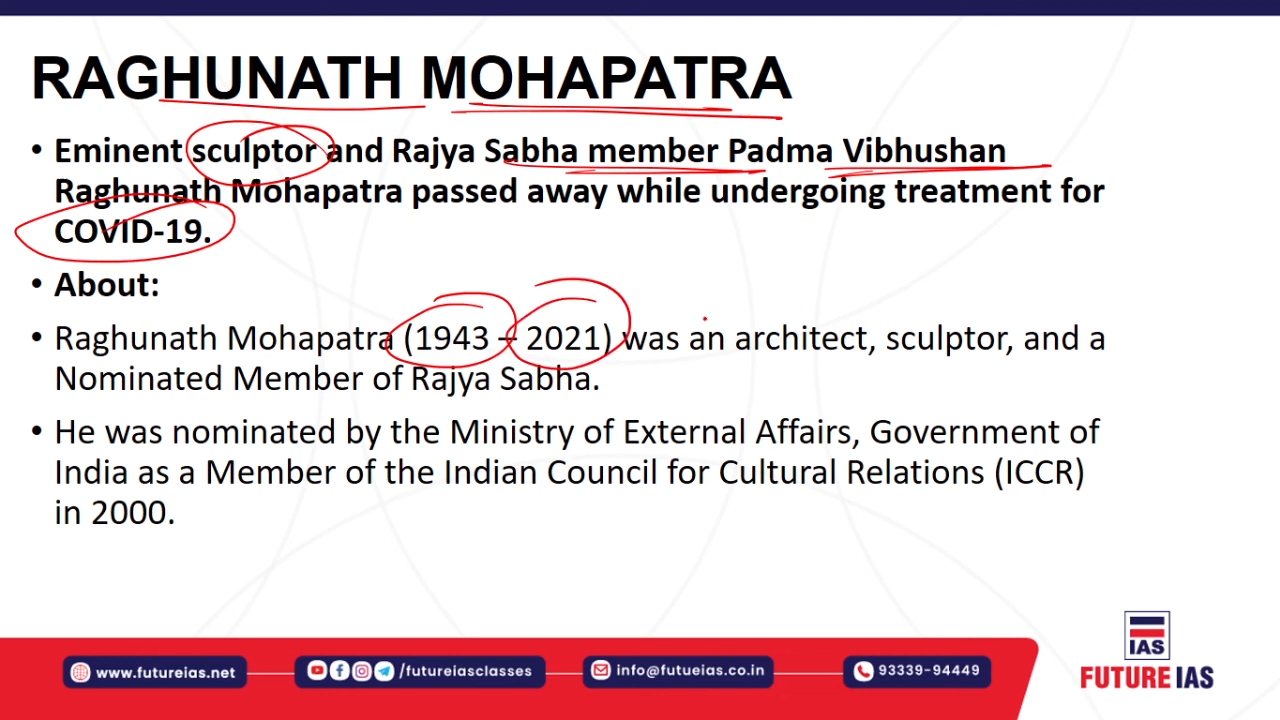 RAGHUNATH MOHAPATRA
• Eminent sculptor and Rajya Sabha member Padma Vibhushan
Raghunath Mohapatra passed away while undergoing treatment for
COVID-19.
• About:
• Raghunath Mohapatra (1943 – 2021) was an architect, sculptor, and a
Nominated Member of Rajya Sabha.
• He was nominated by the Ministry of External Affairs, Government of
India as a Member of the Indian Council for Cultural Relations (ICCR)
in 2000.
IAS
FUTURE IAS
www.futureias.net
/futureiasclasses
info@futueias.co.in
93339-94449